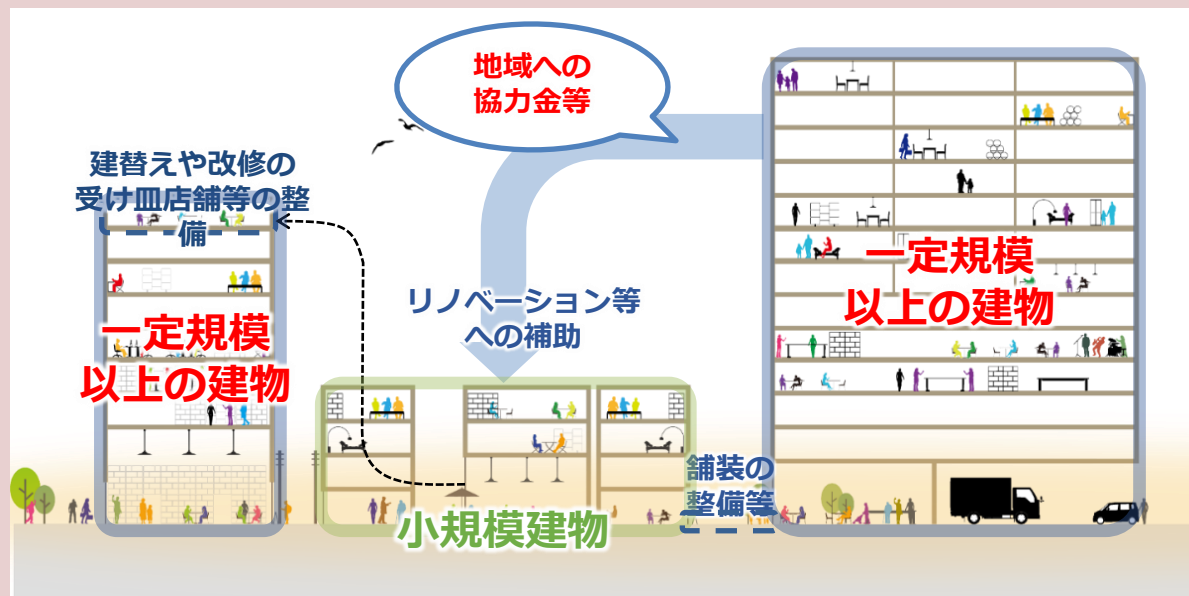 地域への
協力金等
建替えや改修の
受け皿店舗等の整
備
一定規模
以上の建物
リノベーション等
への補助
一定規模
以上の建物
舗装の
整備等
小規模建物